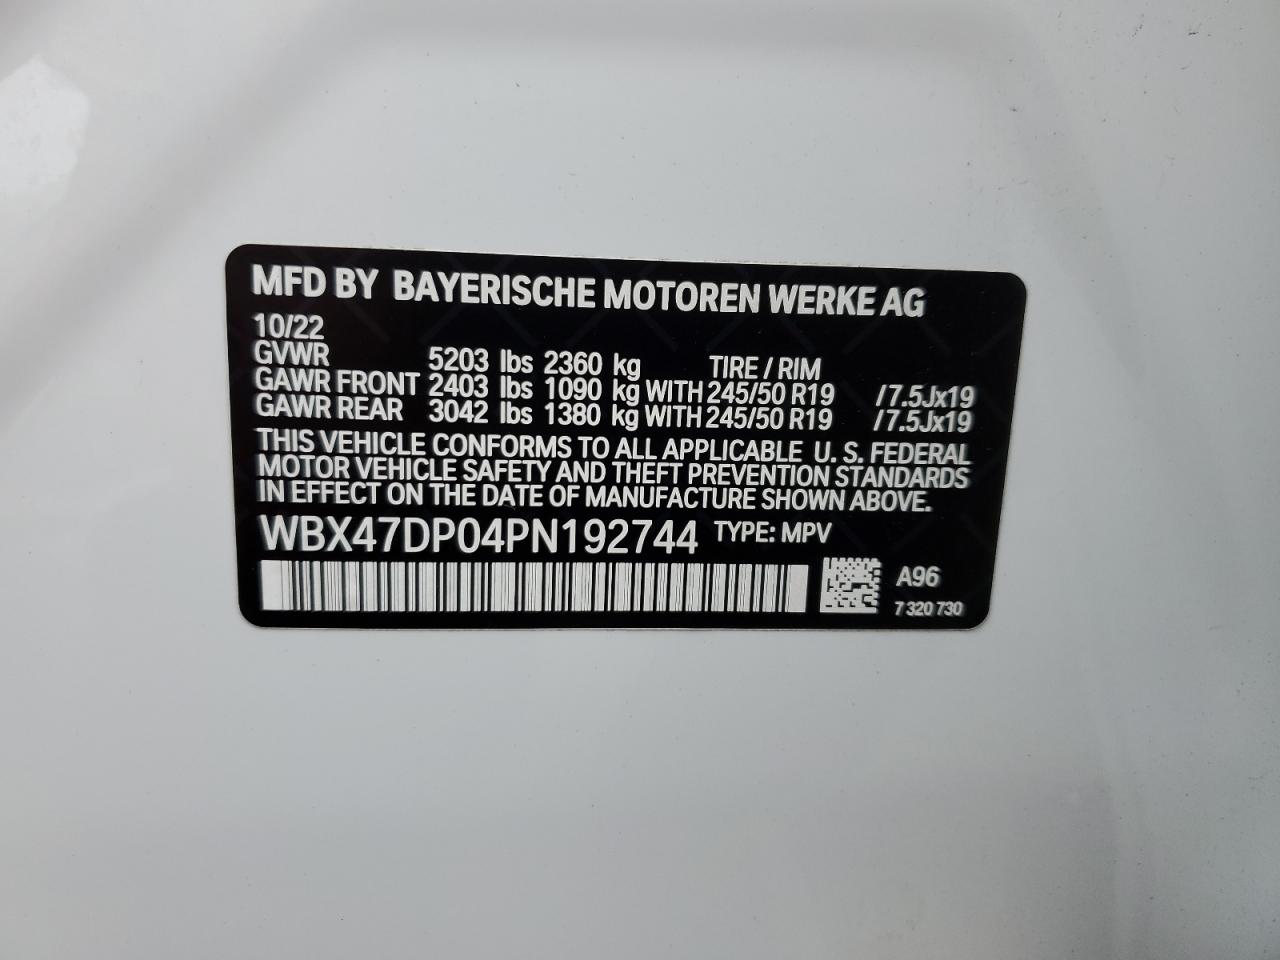 MFD BY BAYERISCHE MOTOREN WERKE AG
10/22
GVWR 5203 lbs 2360 kg TIRE / RIM
GAWR FRONT 2403 lbs 1090 kg WITH 245/50 R19 / 7.5Jx19
GAWR REAR 3042 lbs 1380 kg WITH 245/50 R19 / 7.5Jx19
THIS VEHICLE CONFORMS TO ALL APPLICABLE U. S. FEDERAL
MOTOR VEHICLE SAFETY AND THEFT PREVENTION STANDARDS
IN EFFECT ON THE DATE OF MANUFACTURE SHOWN ABOVE.
WBX47DP04PN192744 TYPE: MPV
A96
7 320 730